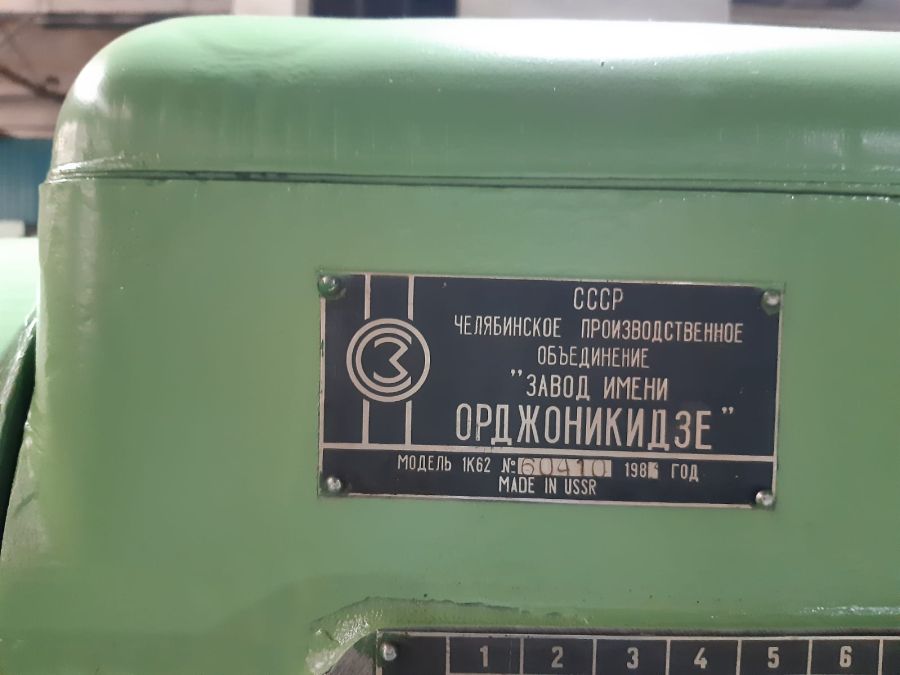 СССР
ЧЕЛЯБИНСКОЕ ПРОИЗВОДСТВЕННОЕ
ОБЪЕДИНЕНИЕ
"ЗАВОД ИМЕНИ
ОРДЖОНИКИДЗЕ"
МОДЕЛЬ 1К62 № 60410 198 ГОД
MADE IN USSR
1 2 3 4 5 6